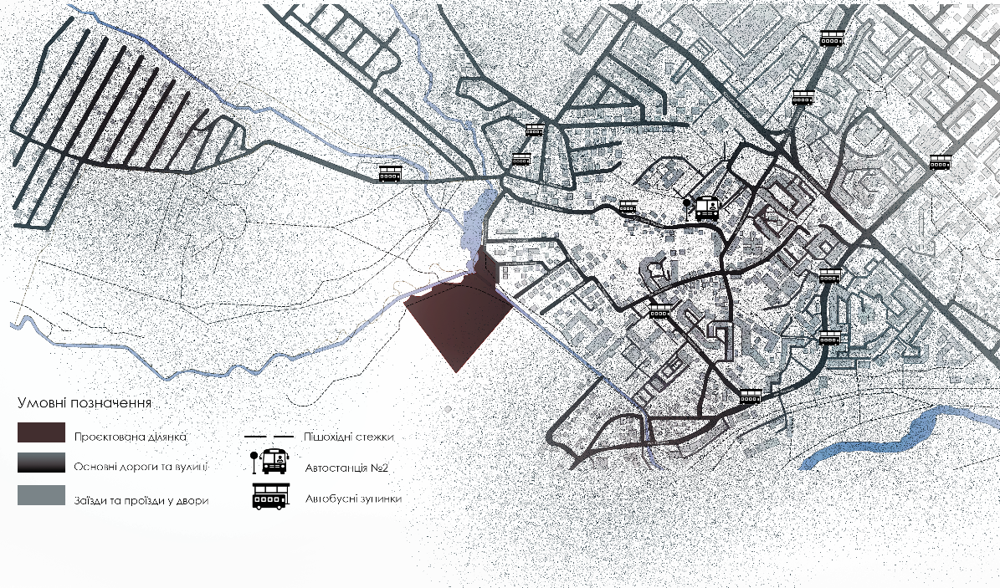 Умовні позначення
Проєктована ділянка
Основні дороги та вулиці
Заїзди та проїзди у двори
Пішохідні стежки
Автостанція №2
Автобусні зупинки